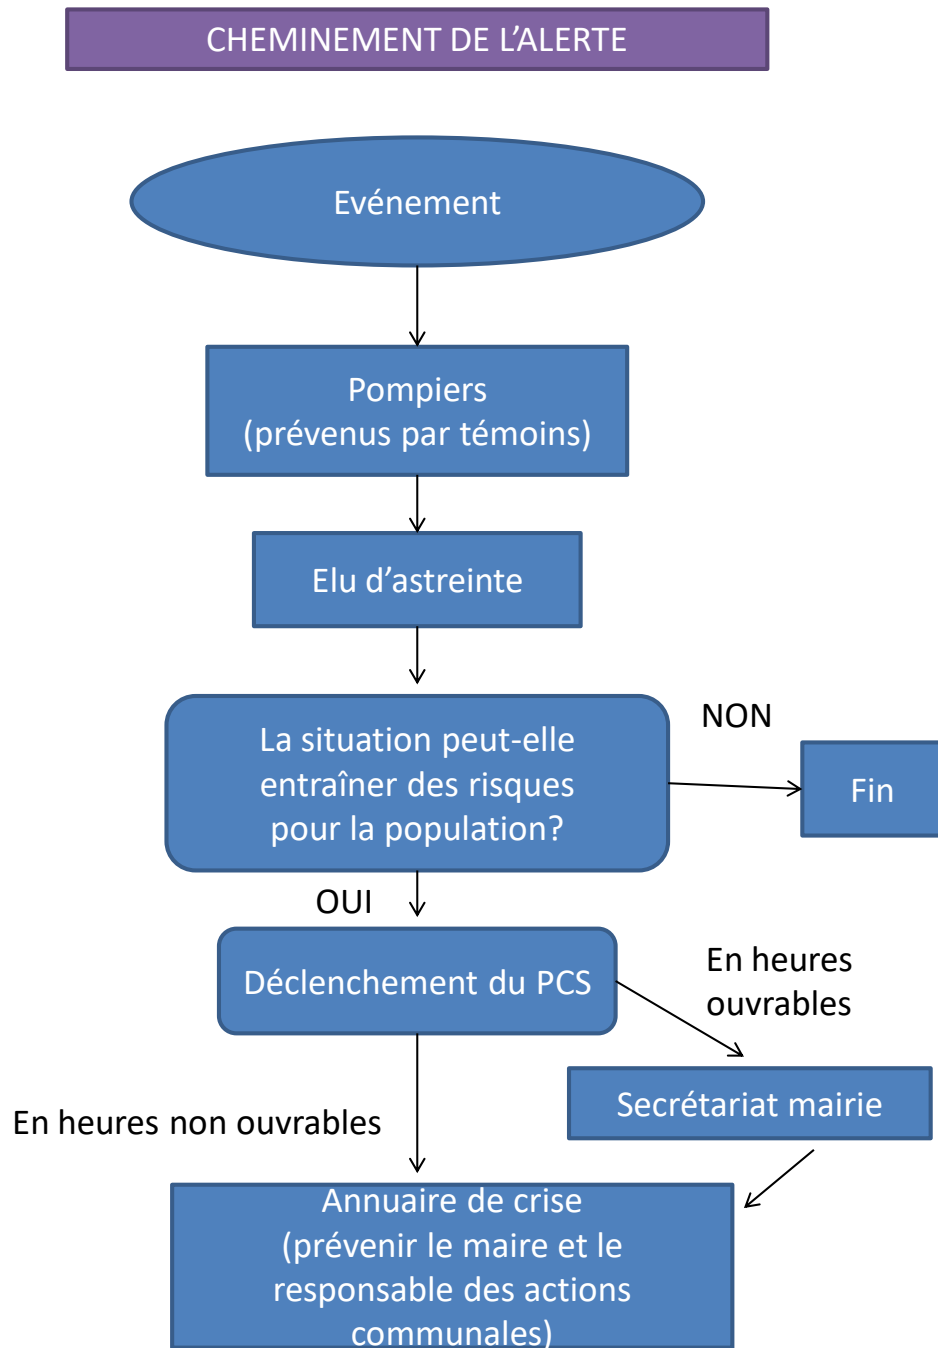 CHEMINEMENT DE L’ALERTE
Evénement
Pompiers
(prévenus par témoins)
Elu d’astreinte
La situation peut-elle
entraîner des risques
pour la population?
NON
Fin
OUI
Déclenchement du PCS
En heures
ouvrables
Secrétariat mairie
En heures non ouvrables
Annuaire de crise
(prévenir le maire et le
responsable des actions
communales)